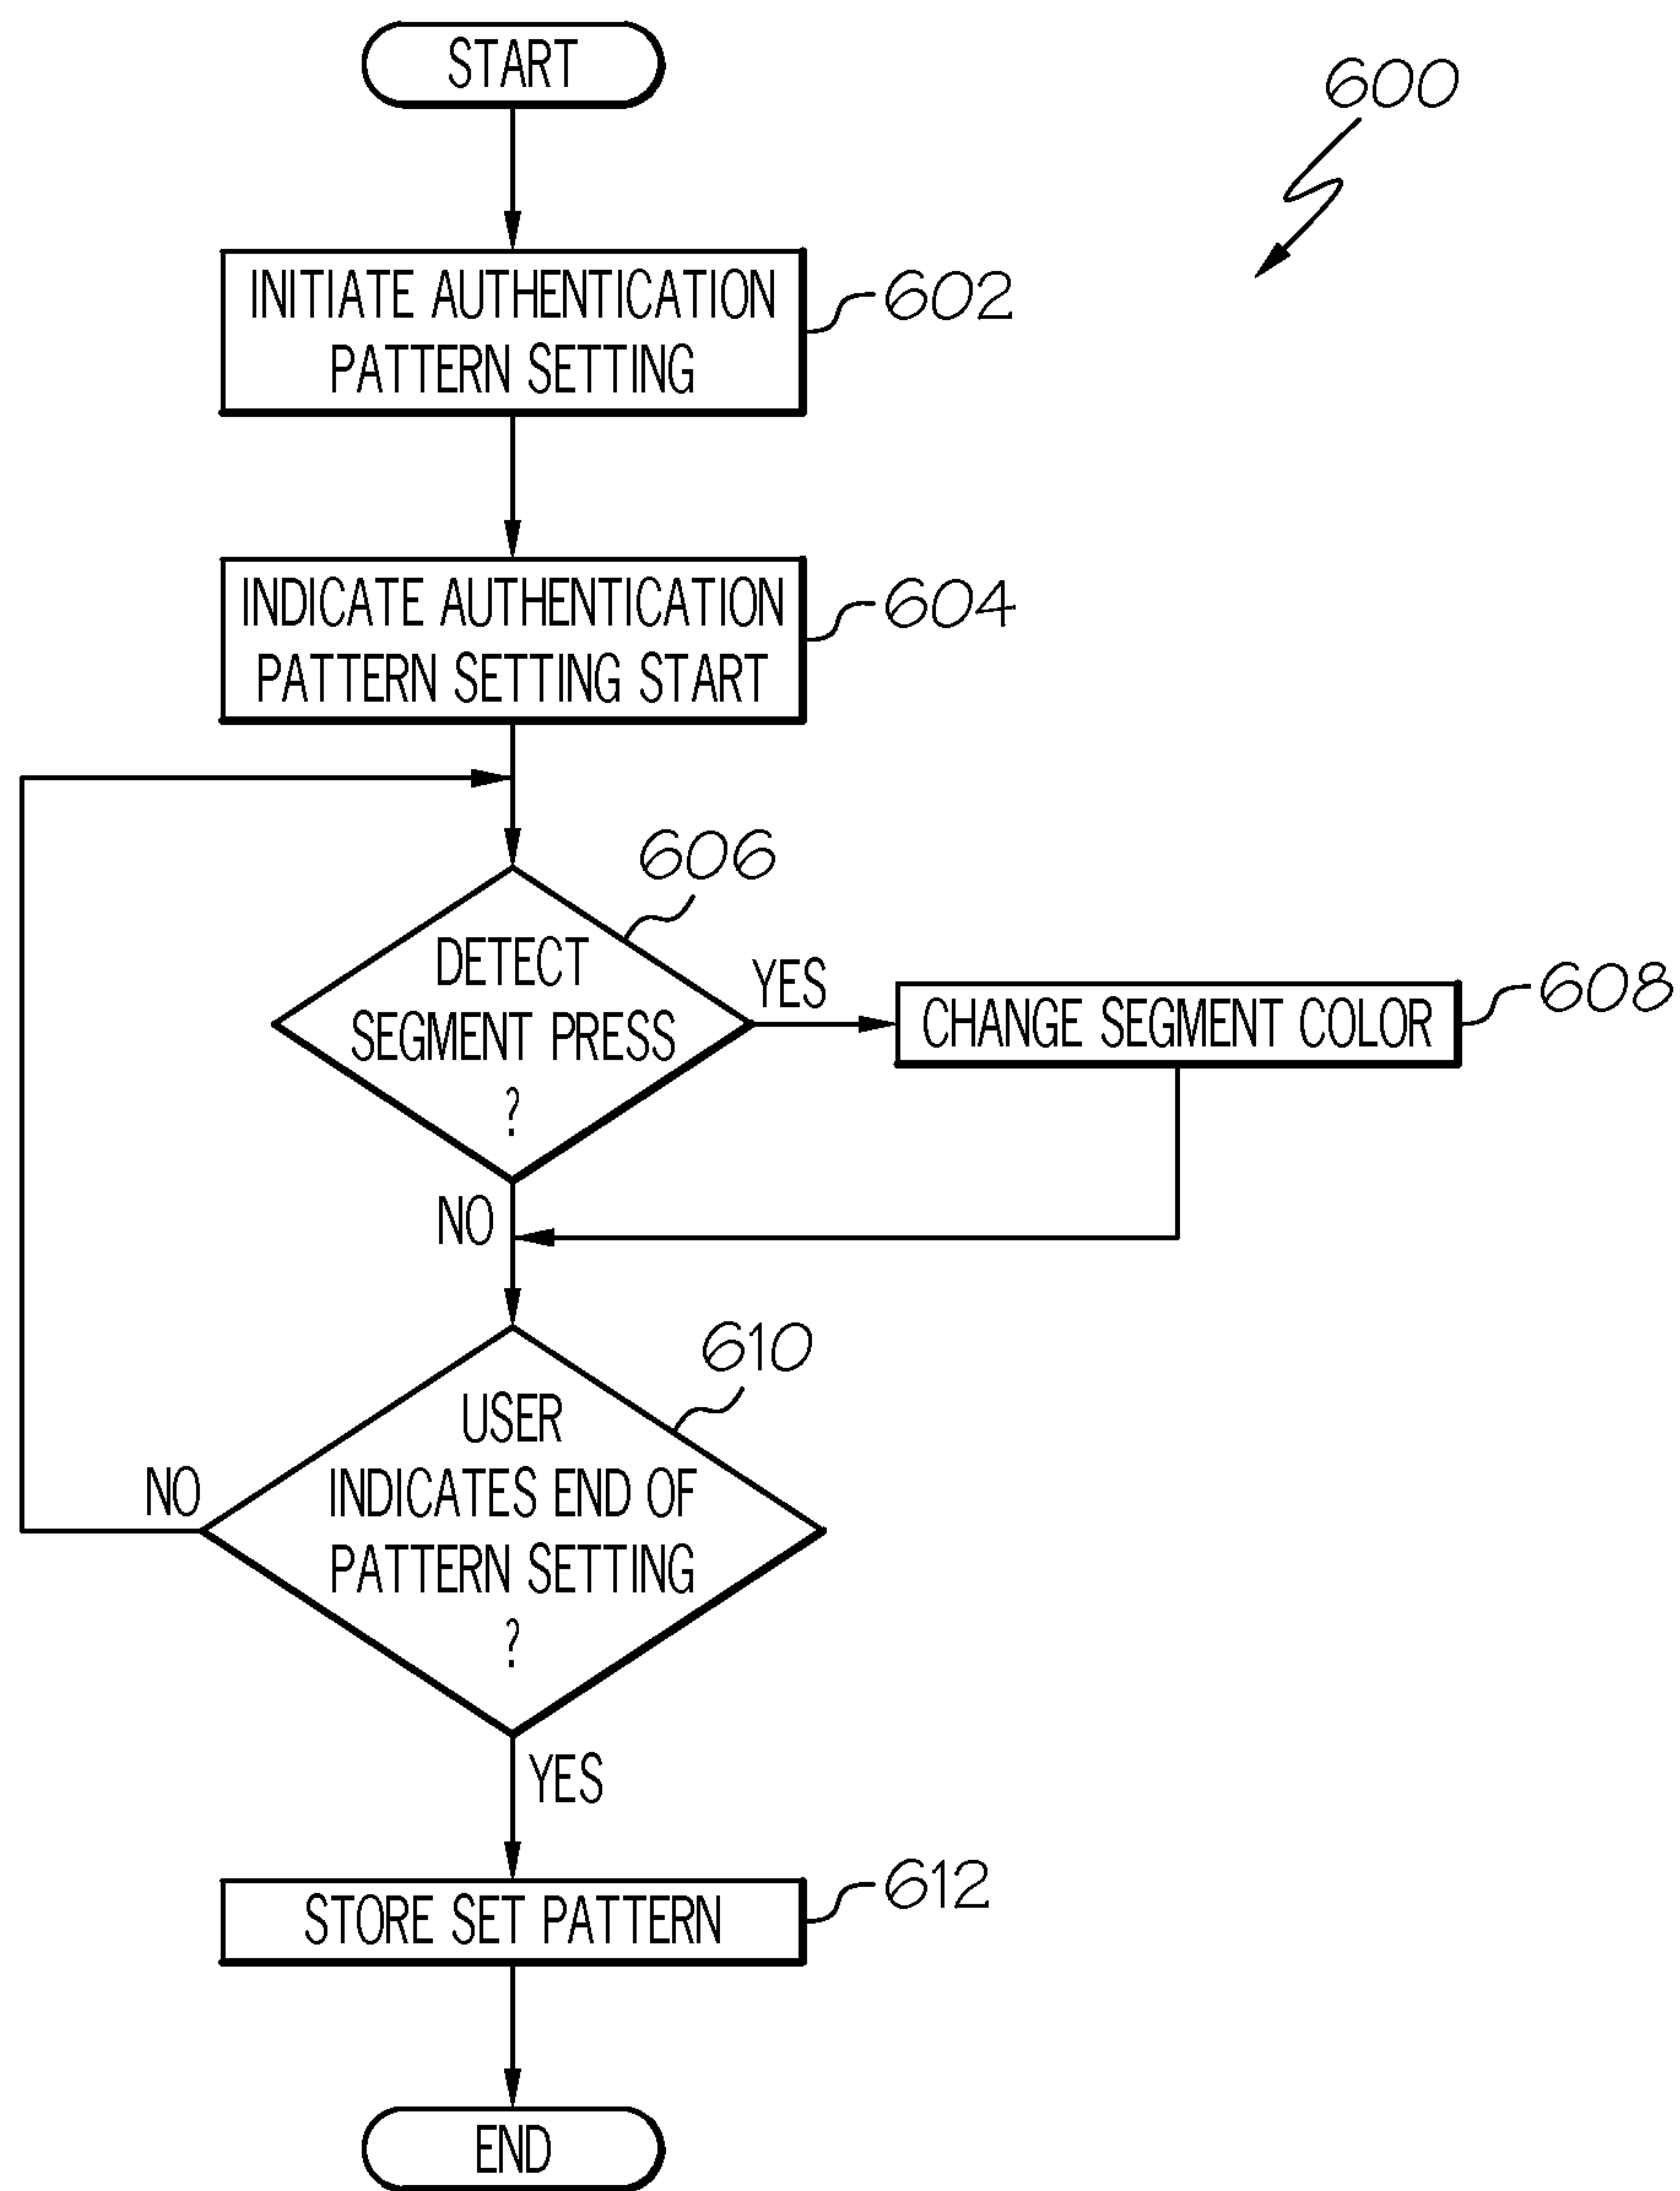 START
600
INITIATE AUTHENTICATION
PATTERN SETTING
602
INDICATE AUTHENTICATION
PATTERN SETTING START
604
606
DETECT
SEGMENT PRESS
?
YES
CHANGE SEGMENT COLOR
608
NO
610
USER
INDICATES END OF
PATTERN SETTING
?
NO
YES
STORE SET PATTERN
612
END